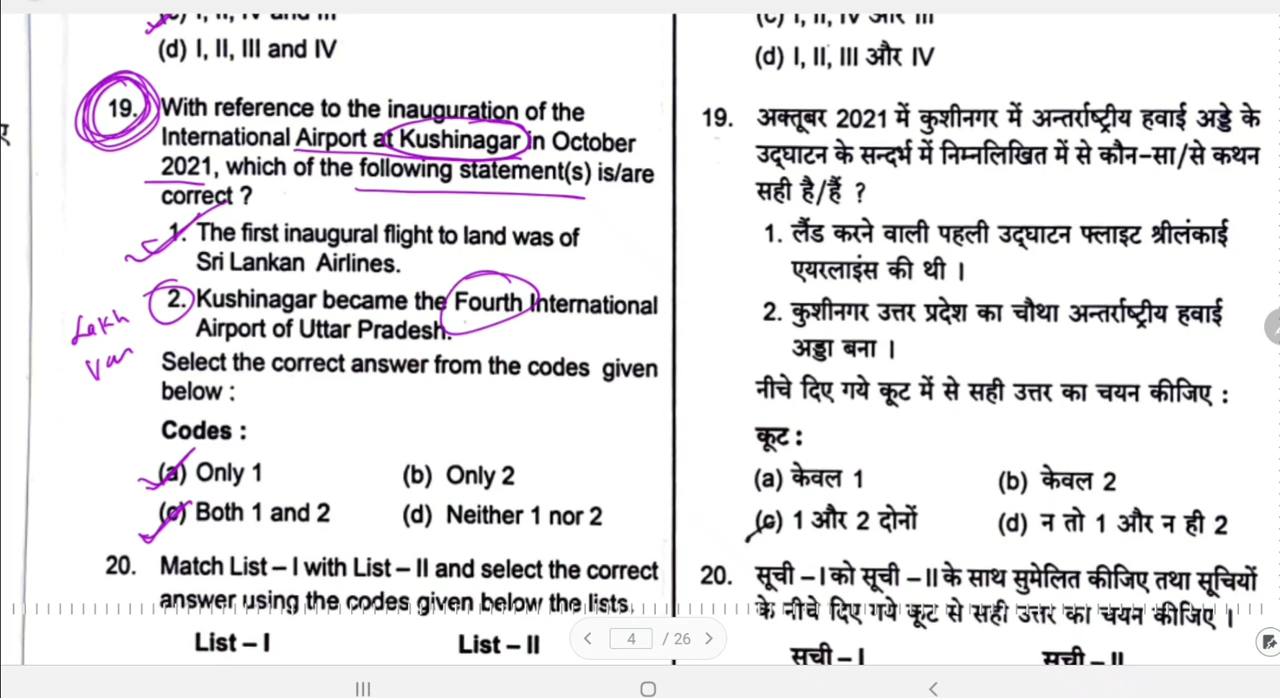 (d) I, II, III and IV
19. With reference to the inauguration of the
International Airport at Kushinagar in October
2021, which of the following statement(s) is/are
correct ?
1. The first inaugural flight to land was of
Sri Lankan Airlines.
2. Kushinagar became the Fourth International
Airport of Uttar Pradesh.
Lakh
Var
Select the correct answer from the codes given
below :
Codes :
(a) Only 1 (b) Only 2
(c) Both 1 and 2 (d) Neither 1 nor 2
20. Match List – I with List – II and select the correct
answer using the codes given below the lists.
List – I List – II
(c) I, II, IV और III
(d) I, II, III और IV
19. अक्टूबर 2021 में कुशीनगर में अन्तर्राष्ट्रीय हवाई अड्डे के
उद्घाटन के सन्दर्भ में निम्नलिखित में से कौन-सा/से कथन
सही है/हैं ?
1. लैंड करने वाली पहली उद्घाटन फ्लाइट श्रीलंकाई
एयरलाइंस की थी ।
2. कुशीनगर उत्तर प्रदेश का चौथा अन्तर्राष्ट्रीय हवाई
अड्डा बना ।
नीचे दिए गये कूट में से सही उत्तर का चयन कीजिए :
कूट :
(a) केवल 1 (b) केवल 2
(c) 1 और 2 दोनों (d) न तो 1 और न ही 2
20. सूची – I को सूची – II के साथ सुमेलित कीजिए तथा सूचियों
के नीचे दिए गये कूट से सही उत्तर का चयन कीजिए ।
सूची – I सूची – II
4 / 26